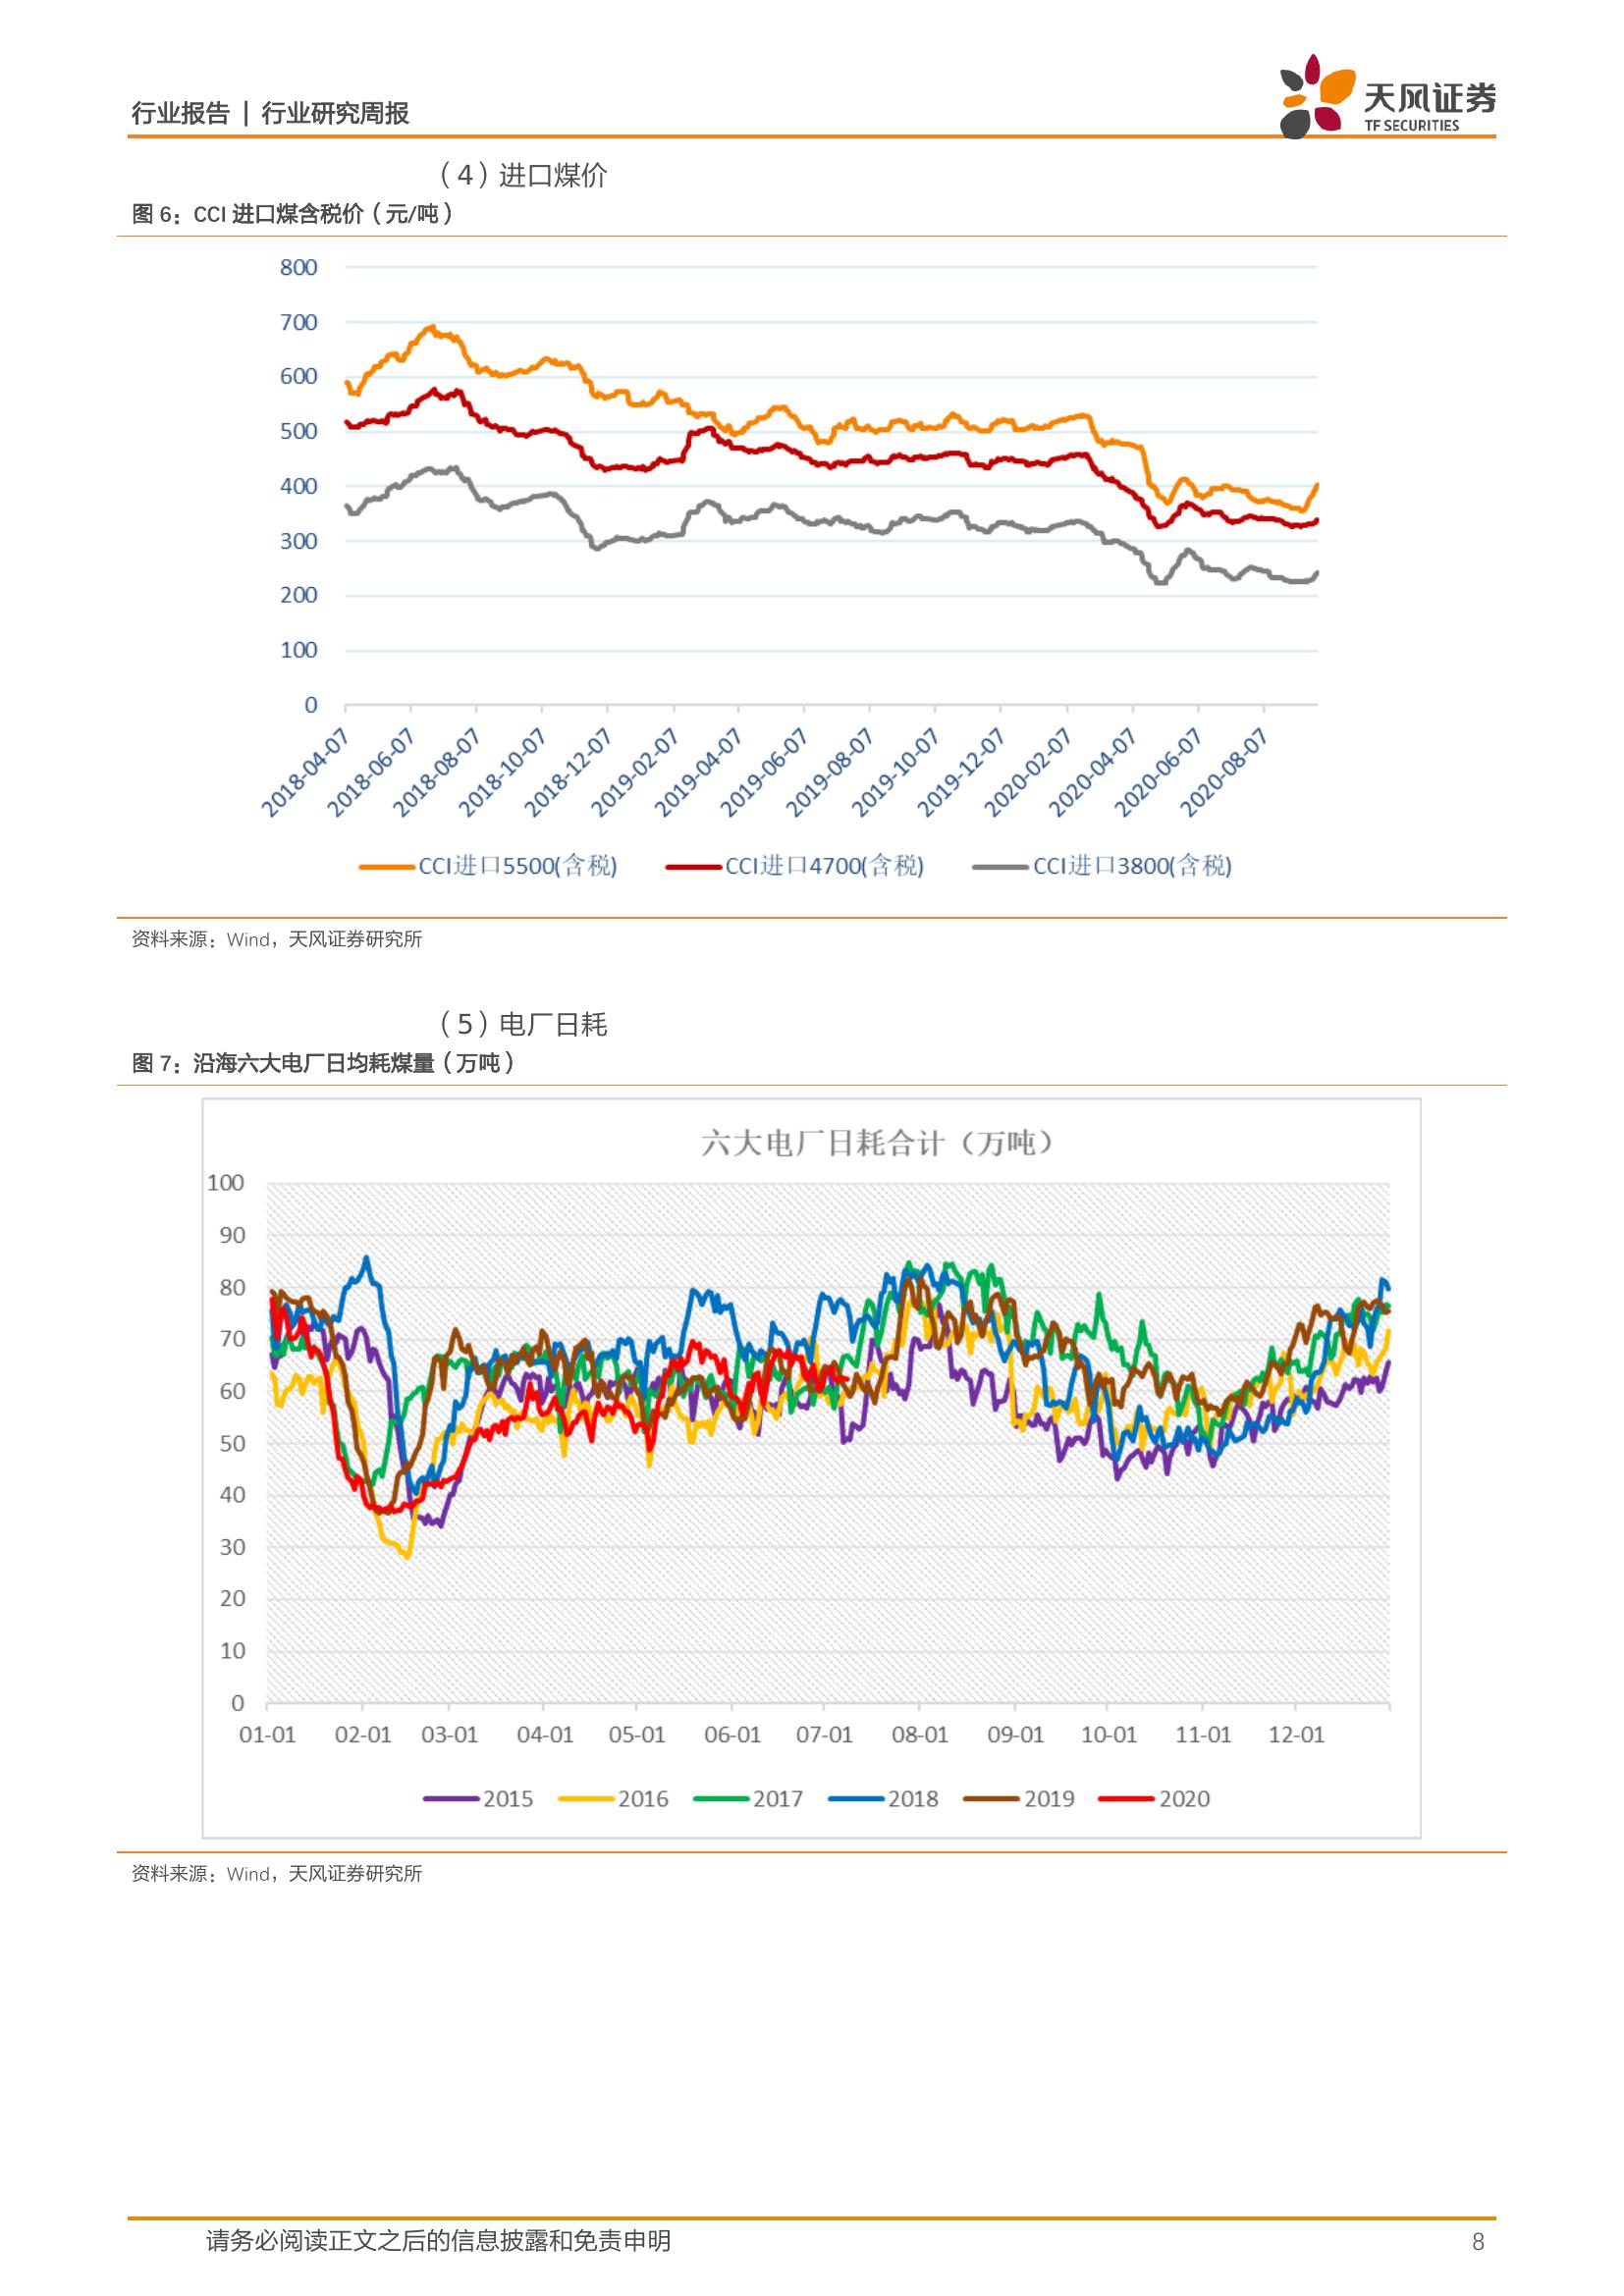 行业报告 | 行业研究周报
天风证券
TF SECURITIES
（4）进口煤价
图 6：CCI 进口煤含税价（元/吨）
800
700
600
500
400
300
200
100
0
2018-04-07
2018-06-07
2018-08-07
2018-10-07
2018-12-07
2019-02-07
2019-04-07
2019-06-07
2019-08-07
2019-10-07
2019-12-07
2020-02-07
2020-04-07
2020-06-07
2020-08-07
CCI进口5500(含税) CCI进口4700(含税) CCI进口3800(含税)
资料来源：Wind，天风证券研究所
（5）电厂日耗
图 7：沿海六大电厂日均耗煤量（万吨）
六大电厂日耗合计（万吨）
100
90
80
70
60
50
40
30
20
10
0
01-01 02-01 03-01 04-01 05-01 06-01 07-01 08-01 09-01 10-01 11-01 12-01
2015 2016 2017 2018 2019 2020
资料来源：Wind，天风证券研究所
请务必阅读正文之后的信息披露和免责申明 8